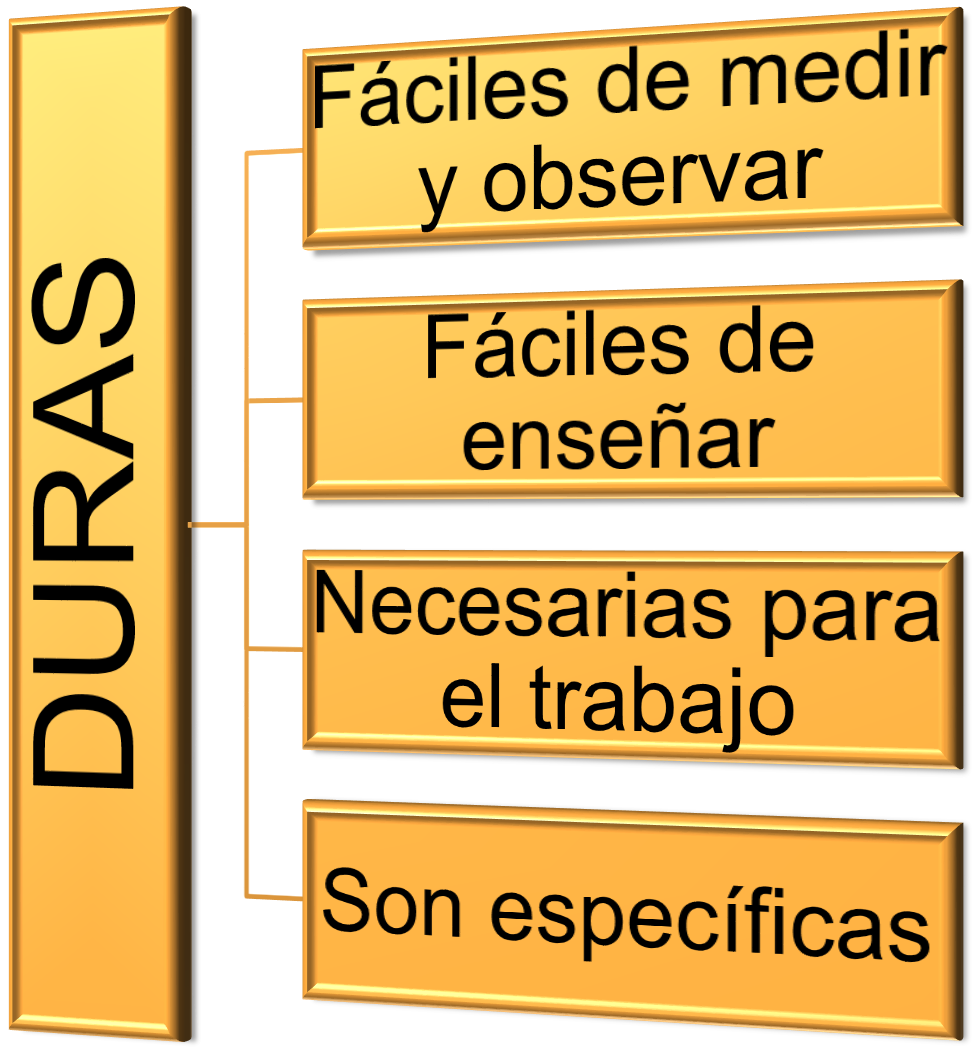 DURAS
Fáciles de medir
y observar
Fáciles de
enseñar
Necesarias para
el trabajo
Son específicas